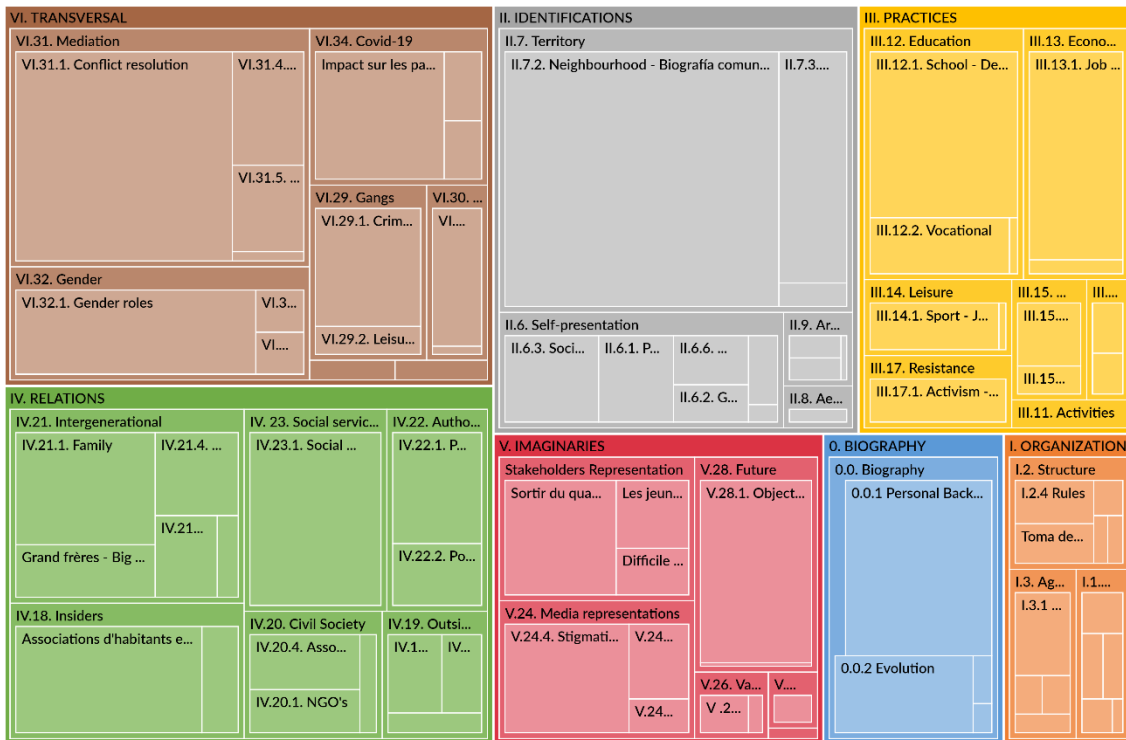 VI. TRANSVERSAL
VI.31. Mediation
VI.31.1. Conflict resolution
VI.31.4....
VI.31.5. ...
VI.32. Gender
VI.32.1. Gender roles
VI.3...
VI....
VI.34. Covid-19
Impact sur les pa...
VI.29. Gangs
VI.29.1. Crim...
VI.29.2. Leisu...
VI.30. ...
VI....
II. IDENTIFICATIONS
II.7. Territory
II.7.2. Neighbourhood - Biografía comun...
II.7.3....
II.6. Self-presentation
II.6.3. Soci...
II.6.1. P...
II.6.6. ...
II.6.2. G...
II.9. Ar...
II.8. Ae...
III. PRACTICES
III.12. Education
III.12.1. School - De...
III.12.2. Vocational
III.13. Econo...
III.13.1. Job ...
III.14. Leisure
III.14.1. Sport - J...
III.15. ...
III.15....
III.15...
III....
III.17. Resistance
III.17.1. Activism -...
III.11. Activities
IV. RELATIONS
IV.21. Intergenerational
IV.21.1. Family
IV.21.4. ...
IV.21...
Grand frères - Big ...
IV. 23. Social servic...
IV.23.1. Social ...
IV.22. Autho...
IV.22.1. P...
IV.22.2. Po...
IV.18. Insiders
Associations d'habitants e...
IV.20. Civil Society
IV.20.4. Asso...
IV.20.1. NGO's
IV.19. Outsi...
IV.1...
IV...
V. IMAGINARIES
Stakeholders Representation
Sortir du qua...
Les jeun...
Difficile ...
V.28. Future
V.28.1. Object...
V.24. Media representations
V.24.4. Stigmati...
V.24...
V.24...
V.26. Va...
V .2...
V....
0. BIOGRAPHY
0.0. Biography
0.0.1 Personal Back...
0.0.2 Evolution
I. ORGANIZATION
I.2. Structure
I.2.4 Rules
Toma de...
I.3. Ag...
I.3.1 ...
I.1....